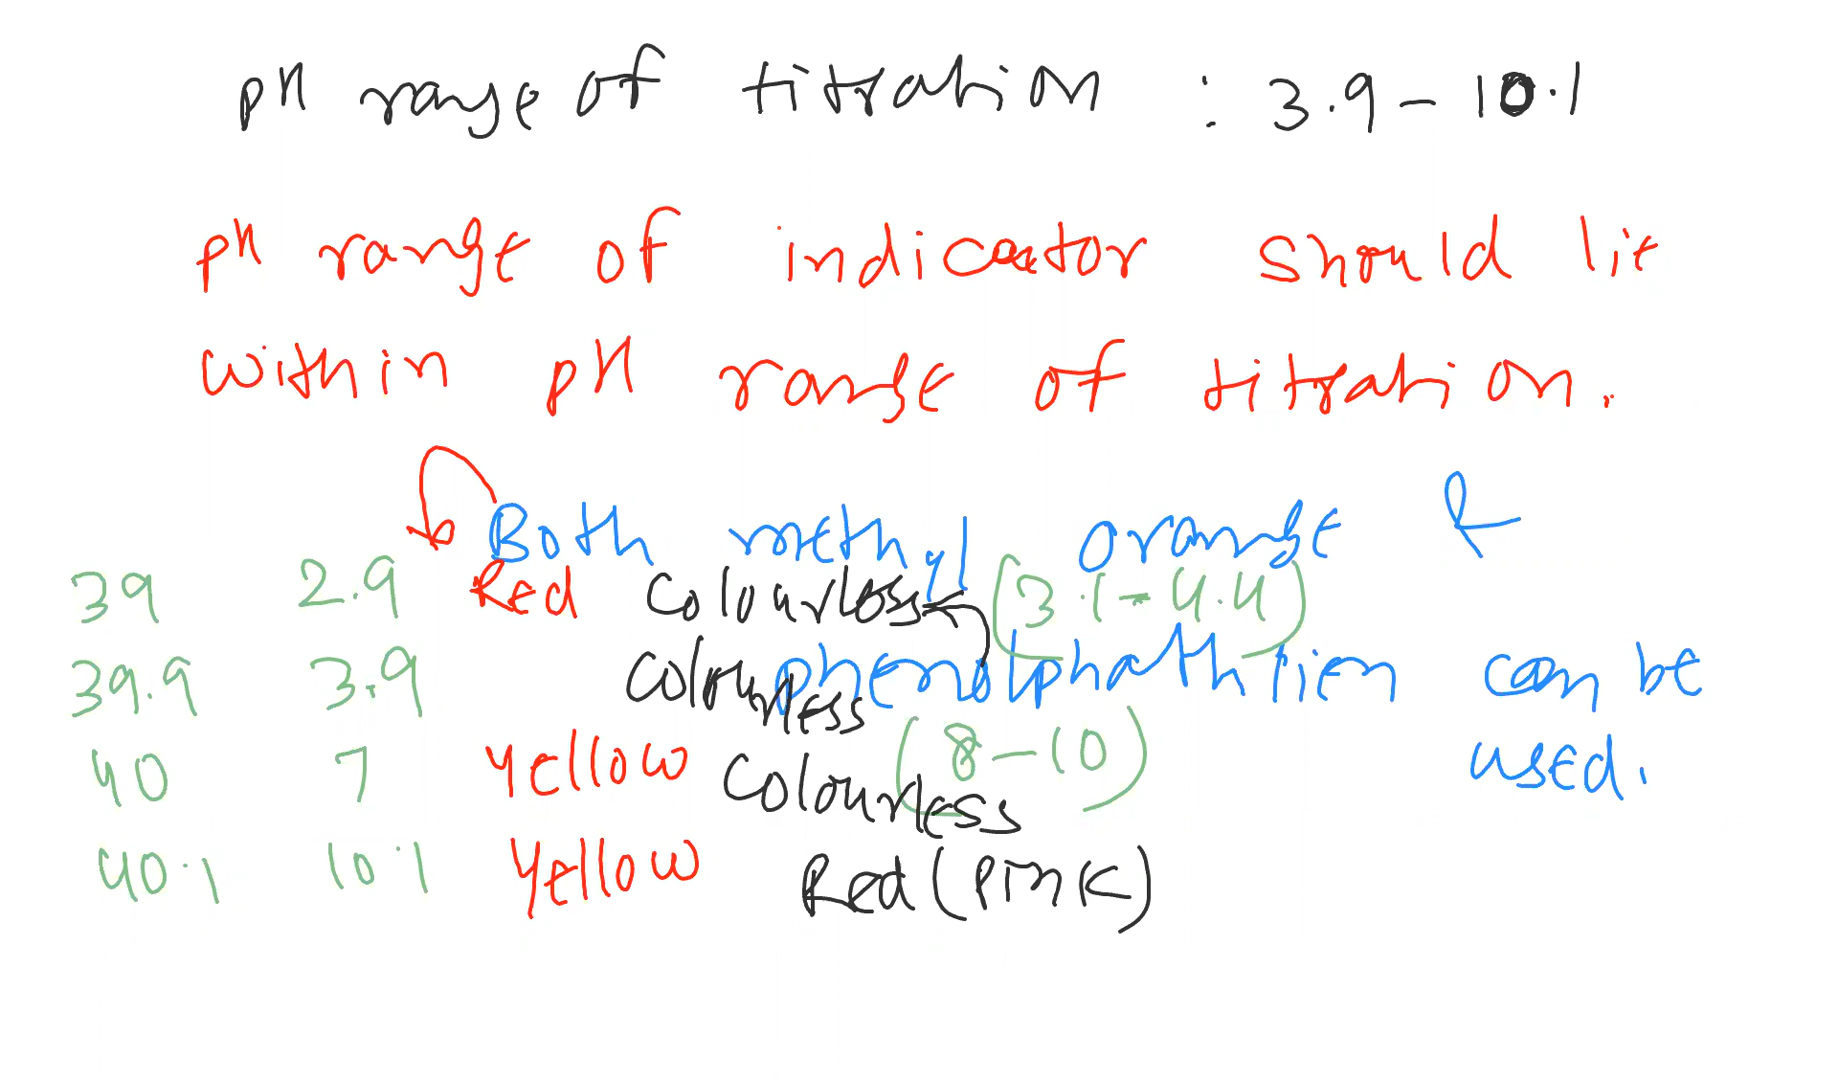 pH range of titration : 3.9 - 10.1
pH range of indicator should lie
within pH range of titration.
Both methyl orange &
39 2.9 Red Colourless (3.1 - 4.4)
39.9 3.9 Colourless phenolphathlien can be
40 7 Yellow Colourless (8 - 10) used.
40.1 10.1 Yellow Red (Pink)